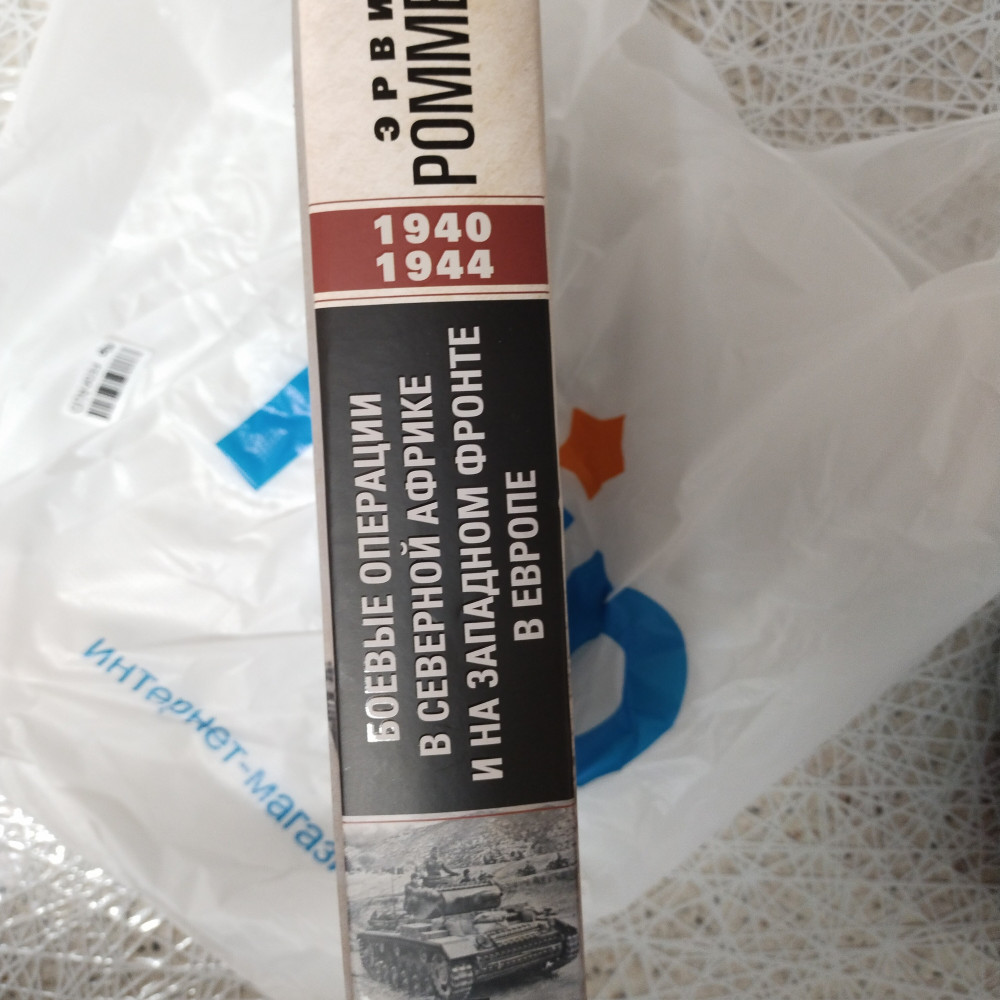 ЭРВИ
РОММЕ
1940
1944
БОЕВЫЕ ОПЕРАЦИИ
В СЕВЕРНОЙ АФРИКЕ
И НА ЗАПАДНОМ ФРОНТЕ
В ЕВРОПЕ
интернет-магаз